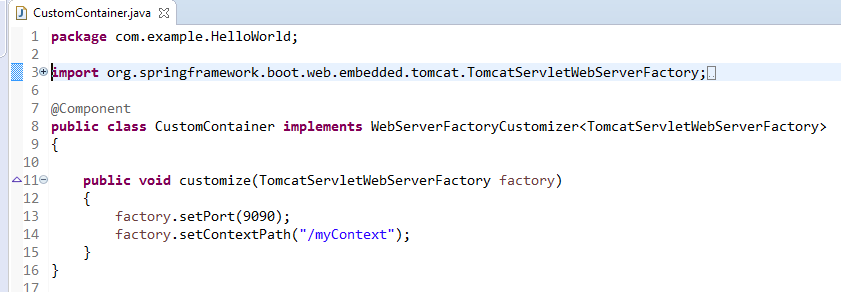 CustomContainer.java
1 package com.example.HelloWorld;
2
3 import org.springframework.boot.web.embedded.tomcat.TomcatServletWebServerFactory;
6
7 @Component
8 public class CustomContainer implements WebServerFactoryCustomizer<TomcatServletWebServerFactory>
9 {
10
11 public void customize(TomcatServletWebServerFactory factory)
12 {
13 factory.setPort(9090);
14 factory.setContextPath("/myContext");
15 }
16 }
17